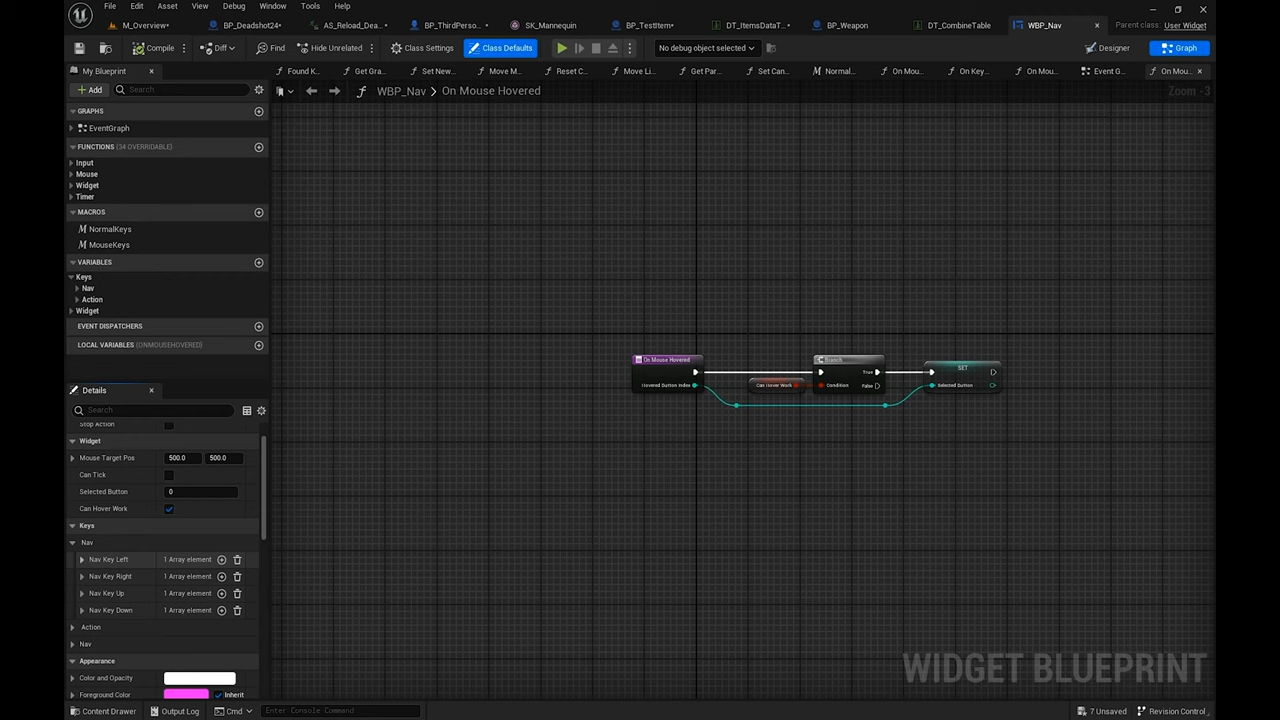 File Edit Asset View Debug Window Tools Help
M_Overview• BP_Deadshot24• AS_Reload_Dea... BP_ThirdPerso... SK_Mannequin BP_TestItem• DT_ItemsDataT... BP_Weapon DT_CombineTable WBP_Nav Parent class: User Widget
Compile Diff Find Hide Unrelated Class Settings Class Defaults No debug object selected Designer Graph
My Blueprint Found K... Get Gra... Set New... Move M... Reset C... Move Li... Get Par... Set Can... Normal... On Mou... On Key... On Mou... Event G... On Mou...
Add Search WBP_Nav > On Mouse Hovered Zoom -3
GRAPHS
EventGraph
FUNCTIONS (34 OVERRIDABLE)
Input
Mouse
Widget
Timer
MACROS
NormalKeys
MouseKeys
VARIABLES
Keys
Nav
Action
Widget
EVENT DISPATCHERS
LOCAL VARIABLES (ONMOUSEHOVERED)
On Mouse Hovered
Hovered Button Index
Can Hover Work
Branch
True
Condition False
SET
Selected Button
Details
Search
Stop Action
Widget
Mouse Target Pos 500.0 500.0
Can Tick
Selected Button 0
Can Hover Work
Keys
Nav
Nav Key Left 1 Array element
Nav Key Right 1 Array element
Nav Key Up 1 Array element
Nav Key Down 1 Array element
Action
Nav
Appearance
Color and Opacity
Foreground Color Inherit
WIDGET BLUEPRINT
Content Drawer Output Log Cmd Enter Console Command 7 Unsaved Revision Control